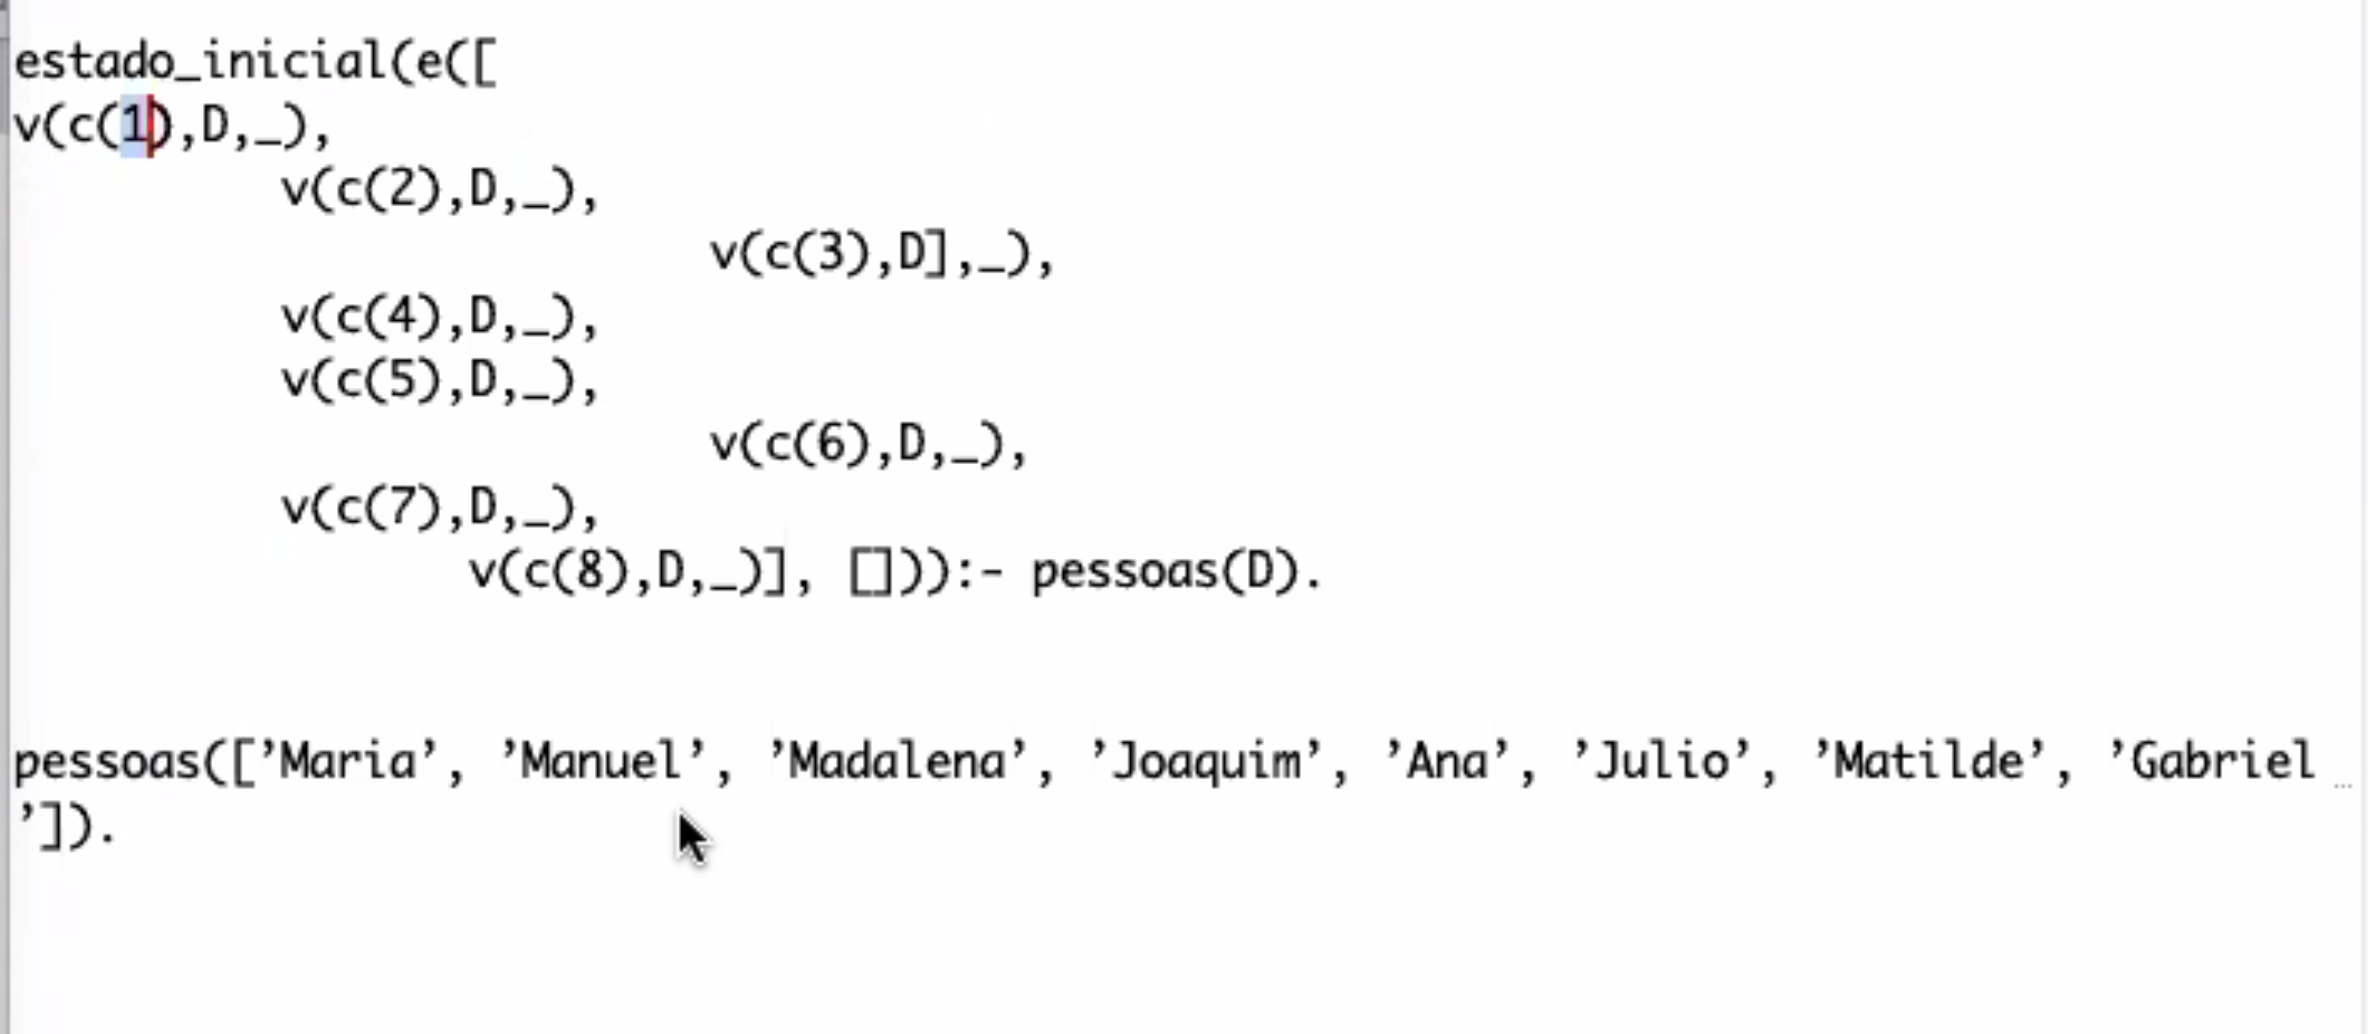 estado_inicial(e([
v(c(1),D,_),
v(c(2),D,_),
v(c(3),D],_),
v(c(4),D,_),
v(c(5),D,_),
v(c(6),D,_),
v(c(7),D,_),
v(c(8),D,_)], [])):- pessoas(D).
pessoas([’Maria’, ’Manuel’, ’Madalena’, ’Joaquim’, ’Ana’, ’Julio’, ’Matilde’, ’Gabriel …
’]).